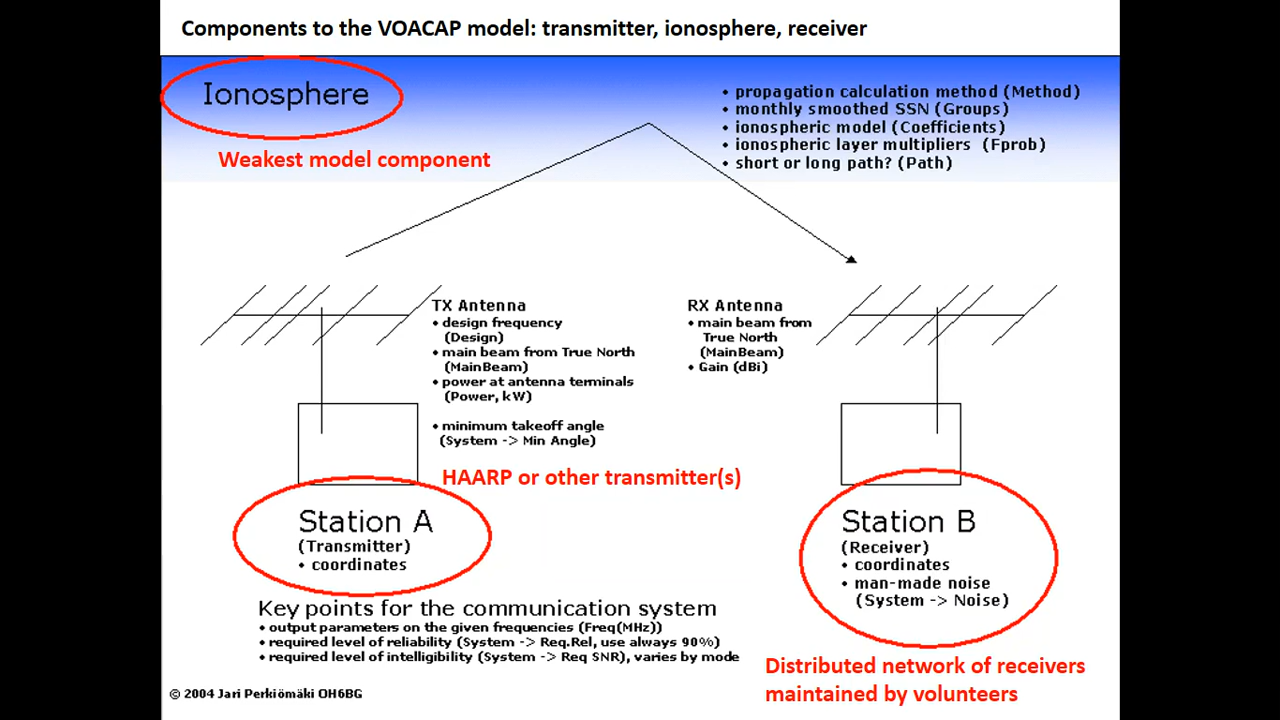 Components to the VOACAP model: transmitter, ionosphere, receiver
Ionosphere
Weakest model component
• propagation calculation method (Method)
• monthly smoothed SSN (Groups)
• ionospheric model (Coefficients)
• ionospheric layer multipliers (Fprob)
• short or long path? (Path)
TX Antenna
• design frequency
(Design)
• main beam from True North
(MainBeam)
• power at antenna terminals
(Power, kW)
• minimum takeoff angle
(System -> Min Angle)
RX Antenna
• main beam from
True North
(MainBeam)
• Gain (dBi)
HAARP or other transmitter(s)
Station A
(Transmitter)
• coordinates
Station B
(Receiver)
• coordinates
• man-made noise
(System -> Noise)
Key points for the communication system
• output parameters on the given frequencies (Freq(MHz))
• required level of reliability (System -> Req.Rel, use always 90%)
• required level of intelligibility (System -> Req SNR), varies by mode
Distributed network of receivers
maintained by volunteers
© 2004 Jari Perkiömäki OH6BG